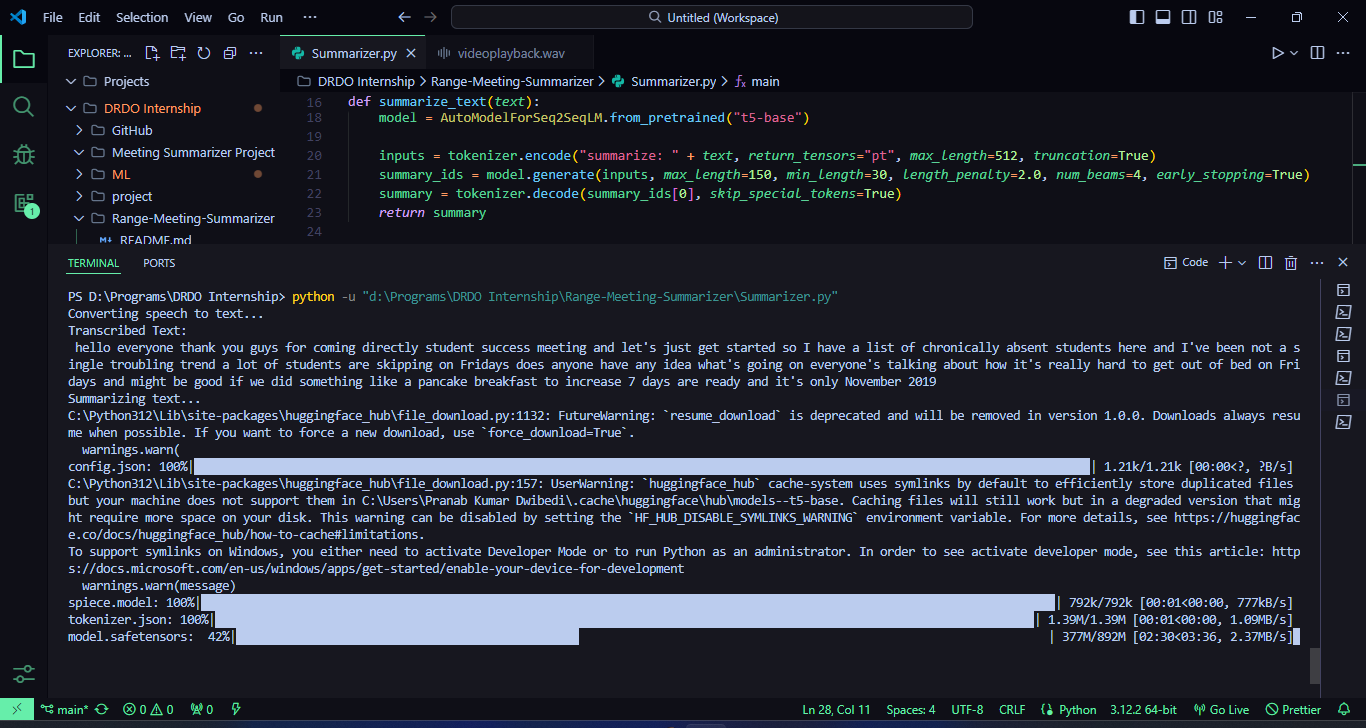 File Edit Selection View Go Run ··· Untitled (Workspace)
EXPLORER: ...
Summarizer.py
videoplayback.wav
Projects
DRDO Internship > Range-Meeting-Summarizer > Summarizer.py > main
DRDO Internship
GitHub
Meeting Summarizer Project
ML
project
Range-Meeting-Summarizer
README.md
16 def summarize_text(text):
18 model = AutoModelForSeq2SeqLM.from_pretrained("t5-base")
19
20 inputs = tokenizer.encode("summarize: " + text, return_tensors="pt", max_length=512, truncation=True)
21 summary_ids = model.generate(inputs, max_length=150, min_length=30, length_penalty=2.0, num_beams=4, early_stopping=True)
22 summary = tokenizer.decode(summary_ids[0], skip_special_tokens=True)
23 return summary
24
1
TERMINAL PORTS
Code
PS D:\Programs\DRDO Internship> python -u "d:\Programs\DRDO Internship\Range-Meeting-Summarizer\Summarizer.py"
Converting speech to text...
Transcribed Text:
hello everyone thank you guys for coming directly student success meeting and let's just get started so I have a list of chronically absent students here and I've been not a s
ingle troubling trend a lot of students are skipping on Fridays does anyone have any idea what's going on everyone's talking about how it's really hard to get out of bed on Fri
days and might be good if we did something like a pancake breakfast to increase 7 days are ready and it's only November 2019
Summarizing text...
C:\Python312\Lib\site-packages\huggingface_hub\file_download.py:1132: FutureWarning: `resume_download` is deprecated and will be removed in version 1.0.0. Downloads always resu
me when possible. If you want to force a new download, use `force_download=True`.
warnings.warn(
config.json: 100%| | 1.21k/1.21k [00:00<?, ?B/s]
C:\Python312\Lib\site-packages\huggingface_hub\file_download.py:157: UserWarning: `huggingface_hub` cache-system uses symlinks by default to efficiently store duplicated files
but your machine does not support them in C:\Users\Pranab Kumar Dwibedi\.cache\huggingface\hub\models--t5-base. Caching files will still work but in a degraded version that mig
ht require more space on your disk. This warning can be disabled by setting the `HF_HUB_DISABLE_SYMLINKS_WARNING` environment variable. For more details, see https://huggingfac
e.co/docs/huggingface_hub/how-to-cache#limitations.
To support symlinks on Windows, you either need to activate Developer Mode or to run Python as an administrator. In order to see activate developer mode, see this article: http
s://docs.microsoft.com/en-us/windows/apps/get-started/enable-your-device-for-development
warnings.warn(message)
spiece.model: 100%| | 792k/792k [00:01<00:00, 777kB/s]
tokenizer.json: 100%| | 1.39M/1.39M [00:01<00:00, 1.09MB/s]
model.safetensors: 42%| | 377M/892M [02:30<03:36, 2.37MB/s]
main* 0 0 0 Ln 28, Col 11 Spaces: 4 UTF-8 CRLF Python 3.12.2 64-bit Go Live Prettier